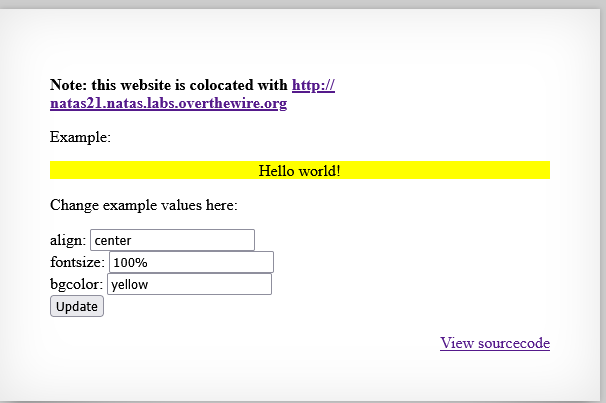 Note: this website is colocated with http://
natas21.natas.labs.overthewire.org
Example:
Hello world!
Change example values here:
align: center
fontsize: 100%
bgcolor: yellow
Update
View sourcecode